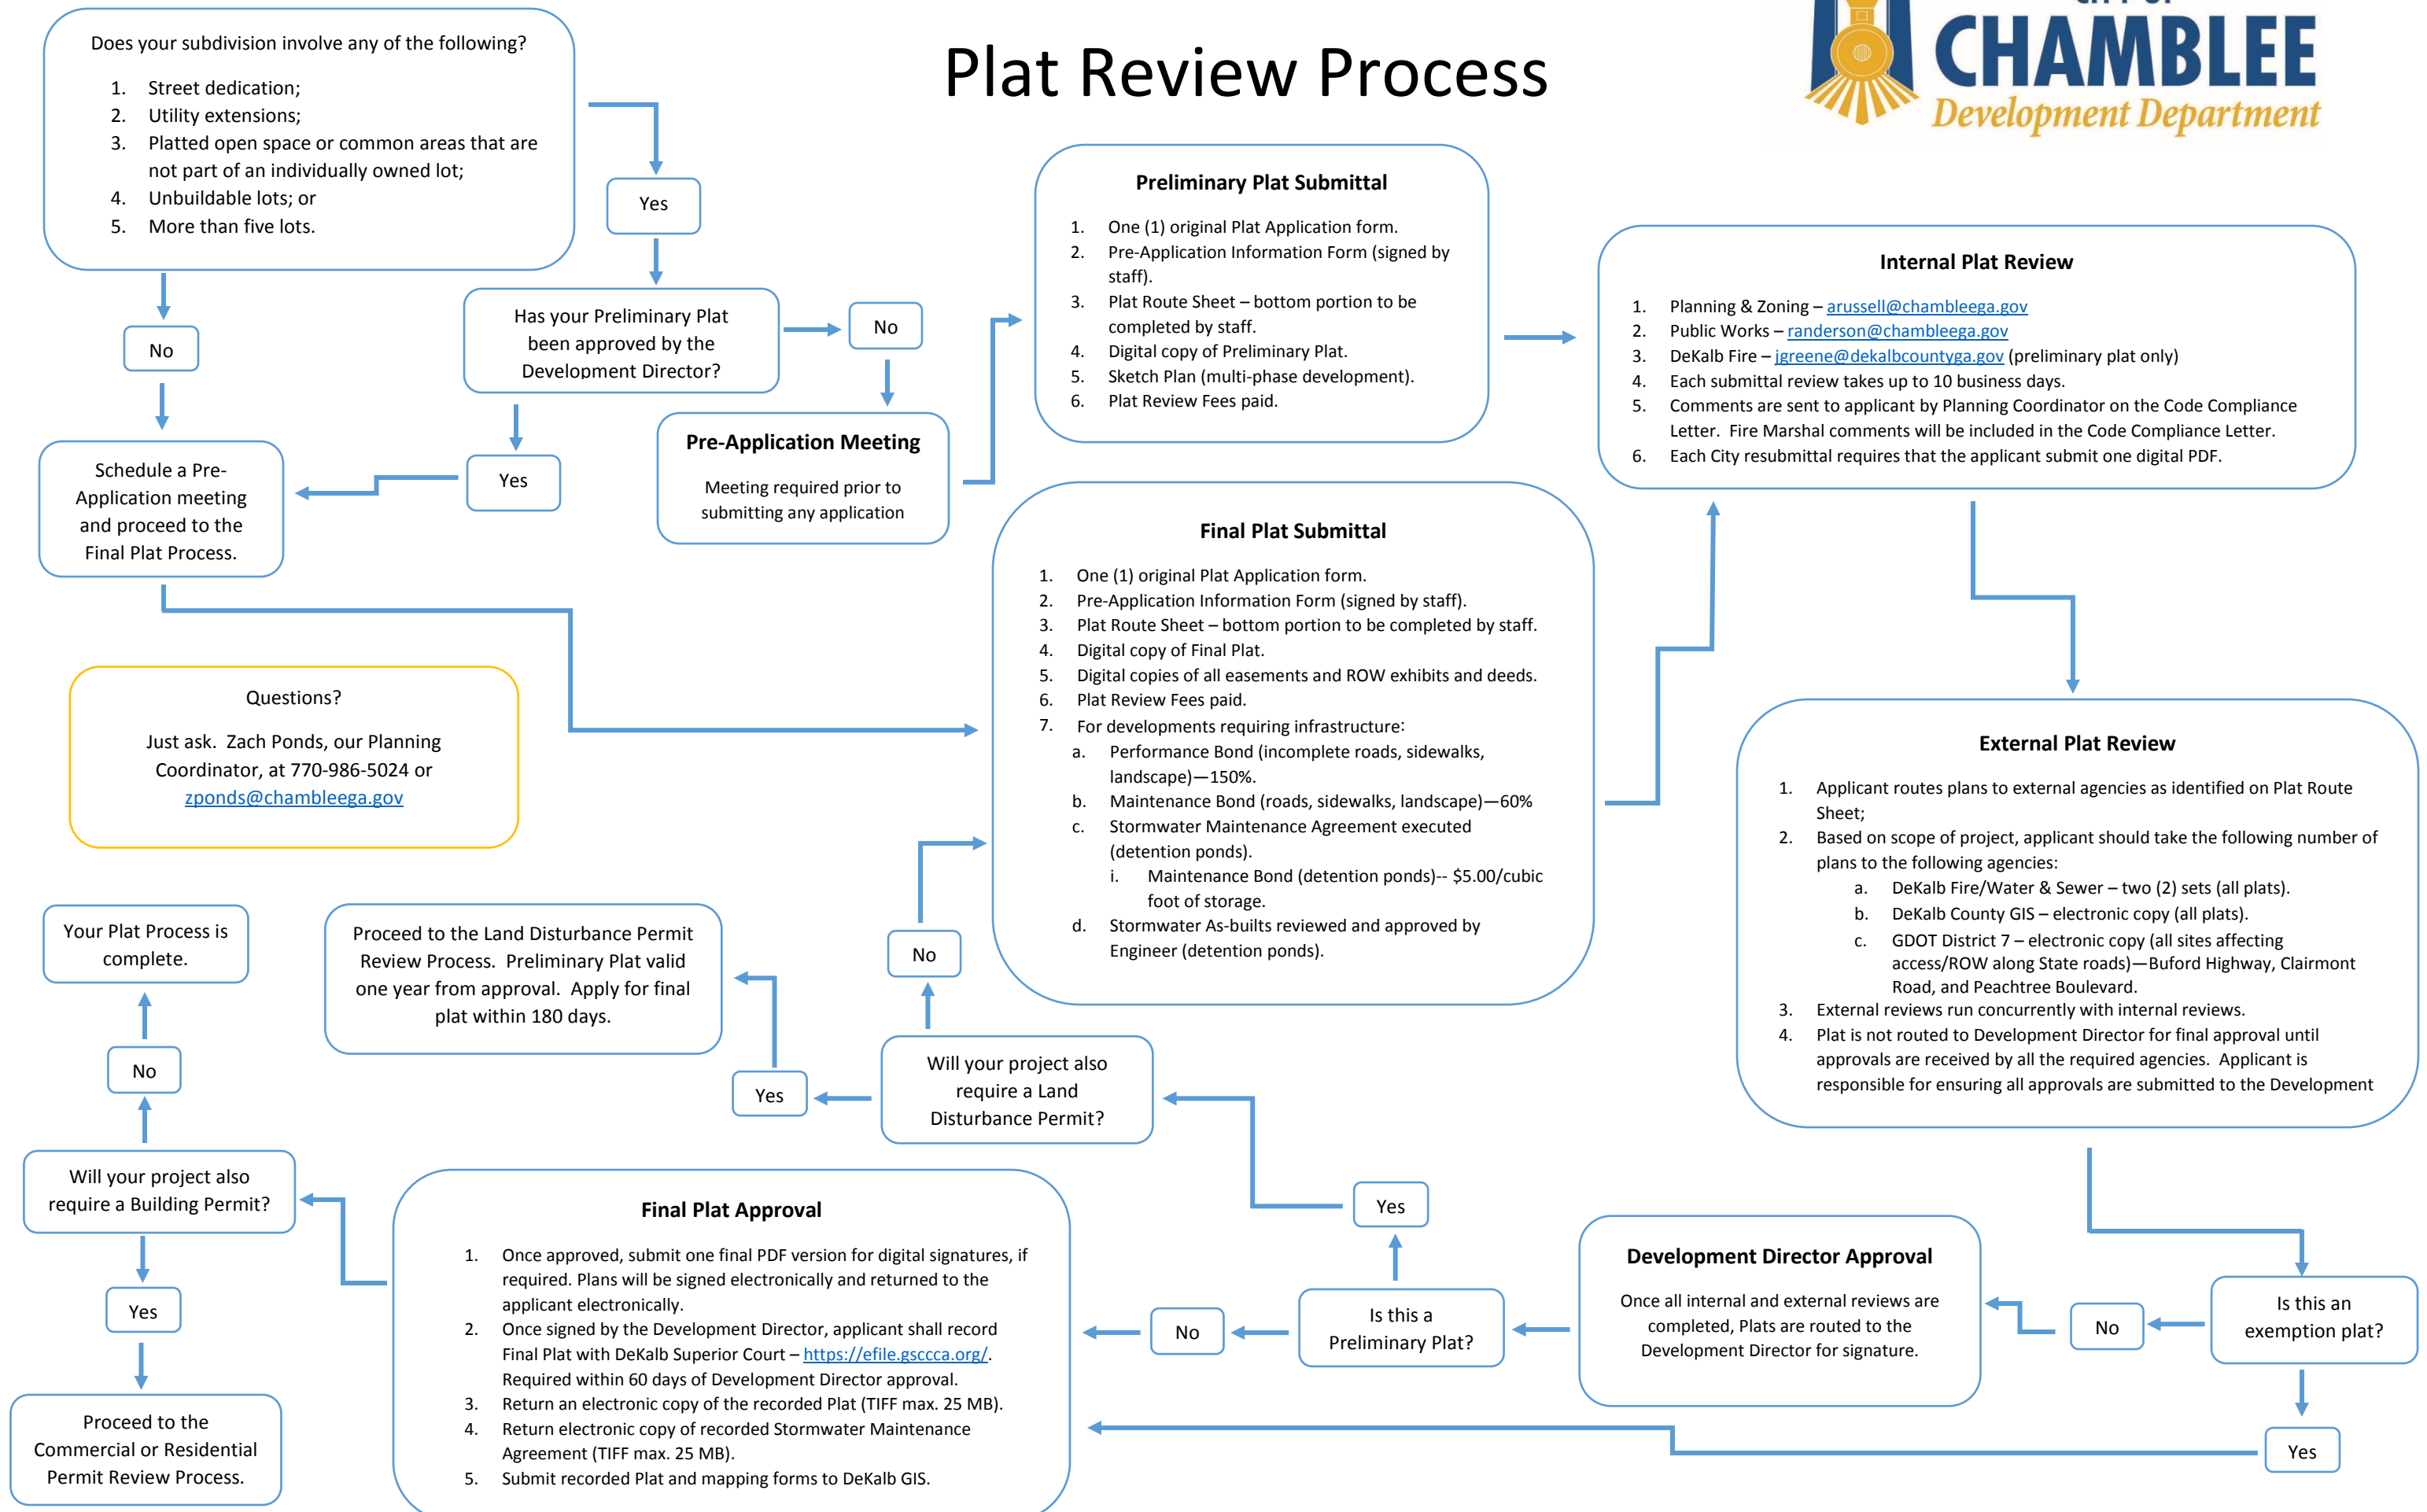 Plat Review Process
CITY OF
CHAMBLEE
Development Department
Does your subdivision involve any of the following?
1. Street dedication;
2. Utility extensions;
3. Platted open space or common areas that are
not part of an individually owned lot;
4. Unbuildable lots; or
5. More than five lots.
Yes
No
Has your Preliminary Plat
been approved by the
Development Director?
No
Yes
Schedule a Pre-
Application meeting
and proceed to the
Final Plat Process.
Pre-Application Meeting
Meeting required prior to
submitting any application
Preliminary Plat Submittal
1. One (1) original Plat Application form.
2. Pre-Application Information Form (signed by
staff).
3. Plat Route Sheet – bottom portion to be
completed by staff.
4. Digital copy of Preliminary Plat.
5. Sketch Plan (multi-phase development).
6. Plat Review Fees paid.
Internal Plat Review
1. Planning & Zoning – arussell@chambleega.gov
2. Public Works – randerson@chambleega.gov
3. DeKalb Fire – jgreene@dekalbcountyga.gov (preliminary plat only)
4. Each submittal review takes up to 10 business days.
5. Comments are sent to applicant by Planning Coordinator on the Code Compliance
Letter. Fire Marshal comments will be included in the Code Compliance Letter.
6. Each City resubmittal requires that the applicant submit one digital PDF.
Final Plat Submittal
1. One (1) original Plat Application form.
2. Pre-Application Information Form (signed by staff).
3. Plat Route Sheet – bottom portion to be completed by staff.
4. Digital copy of Final Plat.
5. Digital copies of all easements and ROW exhibits and deeds.
6. Plat Review Fees paid.
7. For developments requiring infrastructure:
a. Performance Bond (incomplete roads, sidewalks,
landscape)—150%.
b. Maintenance Bond (roads, sidewalks, landscape)—60%
c. Stormwater Maintenance Agreement executed
(detention ponds).
i. Maintenance Bond (detention ponds)-- $5.00/cubic
foot of storage.
d. Stormwater As-builts reviewed and approved by
Engineer (detention ponds).
Questions?
Just ask. Zach Ponds, our Planning
Coordinator, at 770-986-5024 or
zponds@chambleega.gov
External Plat Review
1. Applicant routes plans to external agencies as identified on Plat Route
Sheet;
2. Based on scope of project, applicant should take the following number of
plans to the following agencies:
a. DeKalb Fire/Water & Sewer – two (2) sets (all plats).
b. DeKalb County GIS – electronic copy (all plats).
c. GDOT District 7 – electronic copy (all sites affecting
access/ROW along State roads)—Buford Highway, Clairmont
Road, and Peachtree Boulevard.
3. External reviews run concurrently with internal reviews.
4. Plat is not routed to Development Director for final approval until
approvals are received by all the required agencies. Applicant is
responsible for ensuring all approvals are submitted to the Development
Your Plat Process is
complete.
No
Will your project also
require a Building Permit?
Yes
Proceed to the
Commercial or Residential
Permit Review Process.
Proceed to the Land Disturbance Permit
Review Process. Preliminary Plat valid
one year from approval. Apply for final
plat within 180 days.
Yes
No
Will your project also
require a Land
Disturbance Permit?
Final Plat Approval
1. Once approved, submit one final PDF version for digital signatures, if
required. Plans will be signed electronically and returned to the
applicant electronically.
2. Once signed by the Development Director, applicant shall record
Final Plat with DeKalb Superior Court – https://efile.gsccca.org/.
Required within 60 days of Development Director approval.
3. Return an electronic copy of the recorded Plat (TIFF max. 25 MB).
4. Return electronic copy of recorded Stormwater Maintenance
Agreement (TIFF max. 25 MB).
5. Submit recorded Plat and mapping forms to DeKalb GIS.
Yes
No
Is this a
Preliminary Plat?
Development Director Approval
Once all internal and external reviews are
completed, Plats are routed to the
Development Director for signature.
No
Is this an
exemption plat?
Yes